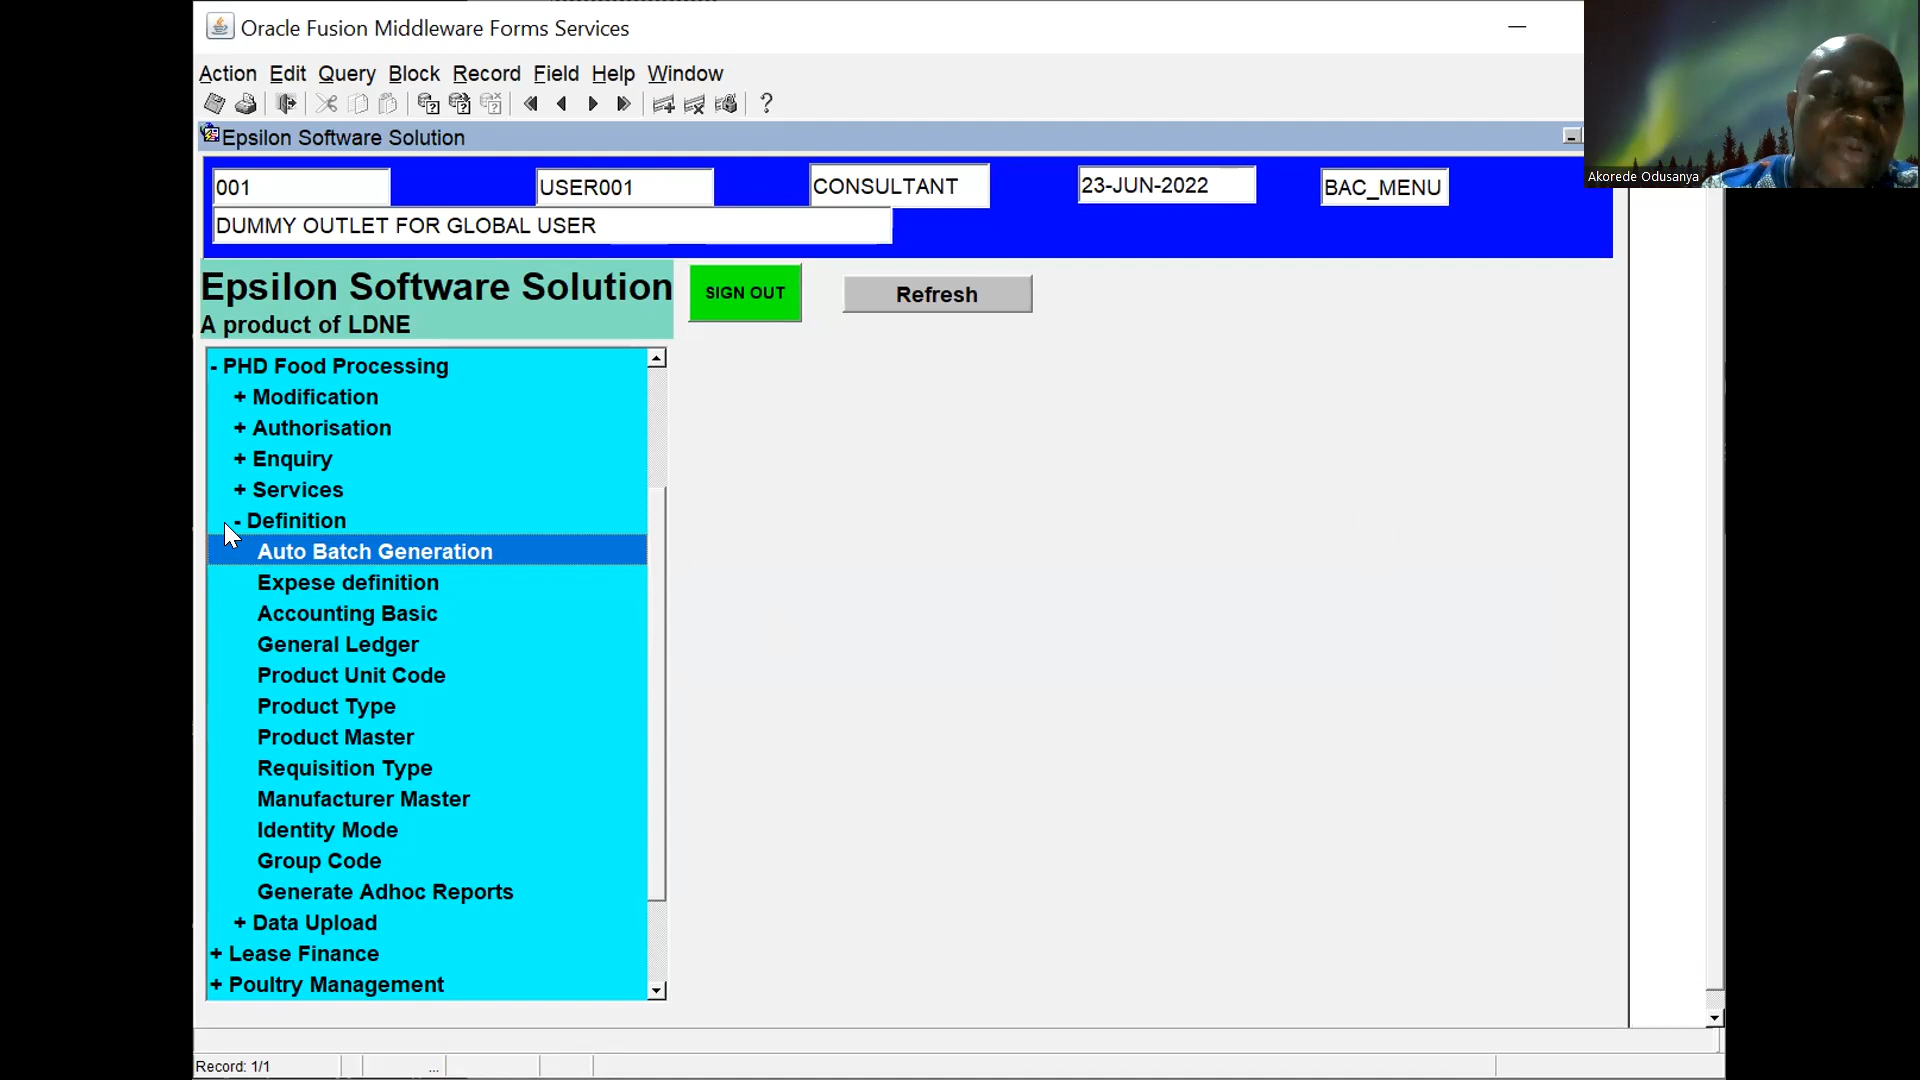 Oracle Fusion Middleware Forms Services
Action Edit Query Block Record Field Help Window
Epsilon Software Solution
001 USER001 CONSULTANT 23-JUN-2022 BAC_MENU
DUMMY OUTLET FOR GLOBAL USER
Akorede Odusanya
Epsilon Software Solution
A product of LDNE
SIGN OUT
Refresh
- PHD Food Processing
+ Modification
+ Authorisation
+ Enquiry
+ Services
- Definition
Auto Batch Generation
Expese definition
Accounting Basic
General Ledger
Product Unit Code
Product Type
Product Master
Requisition Type
Manufacturer Master
Identity Mode
Group Code
Generate Adhoc Reports
+ Data Upload
+ Lease Finance
+ Poultry Management
Record: 1/1 ...